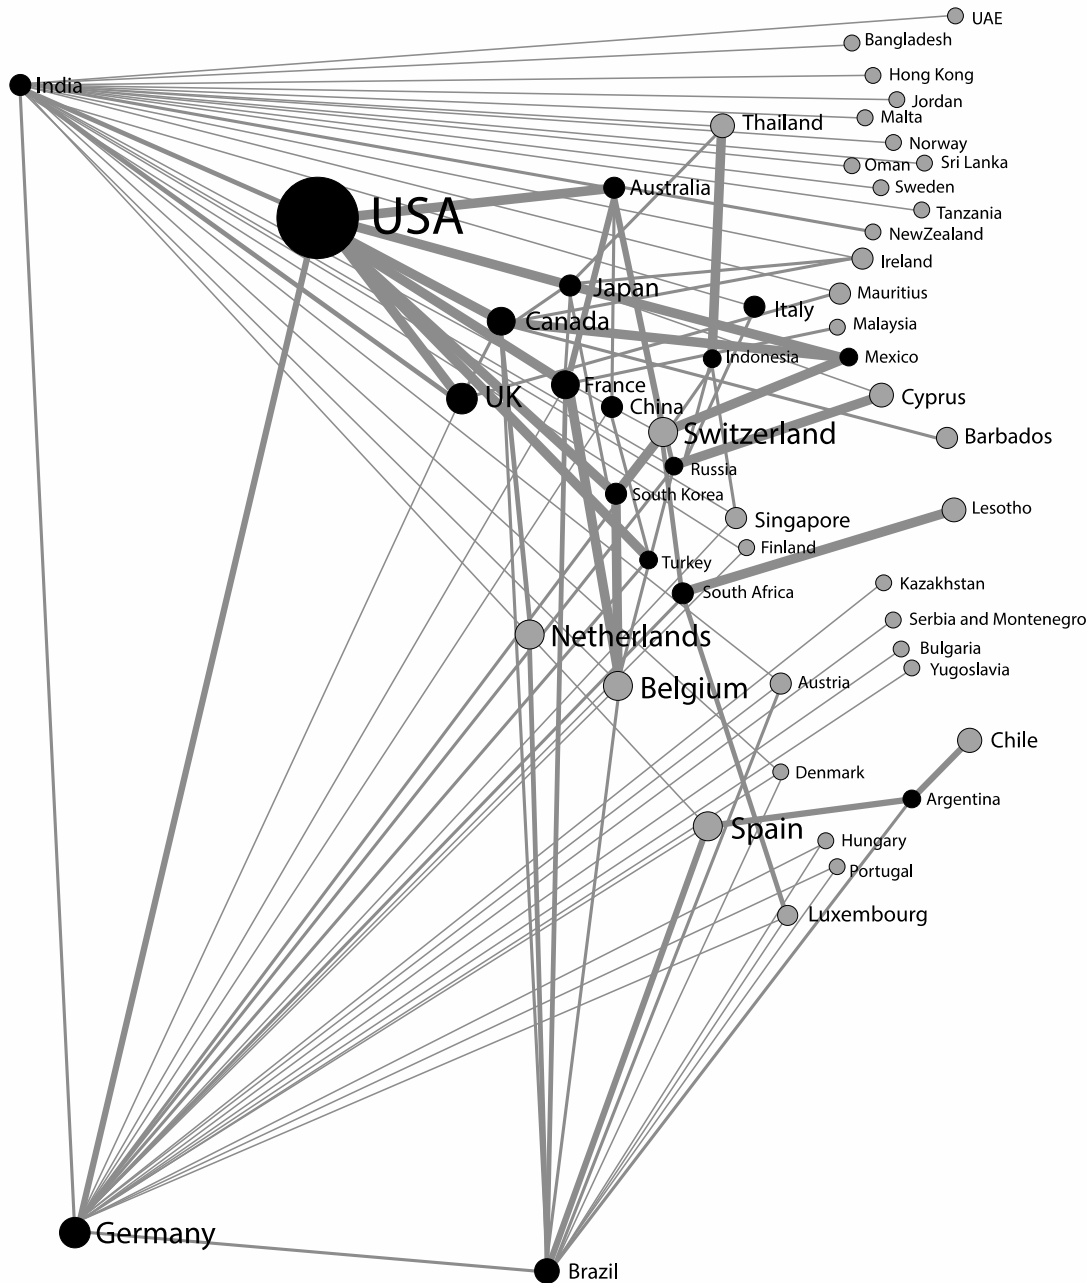 UAE
Bangladesh
Hong Kong
India
Jordan
Malta
Thailand
Norway
Oman
Sri Lanka
Australia
Sweden
USA
Tanzania
NewZealand
Ireland
Japan
Mauritius
Italy
Canada
Malaysia
Indonesia
Mexico
France
UK
Cyprus
China
Switzerland
Barbados
Russia
South Korea
Lesotho
Singapore
Finland
Turkey
Kazakhstan
South Africa
Serbia and Montenegro
Netherlands
Bulgaria
Yugoslavia
Belgium
Austria
Chile
Denmark
Argentina
Spain
Hungary
Portugal
Luxembourg
Germany
Brazil